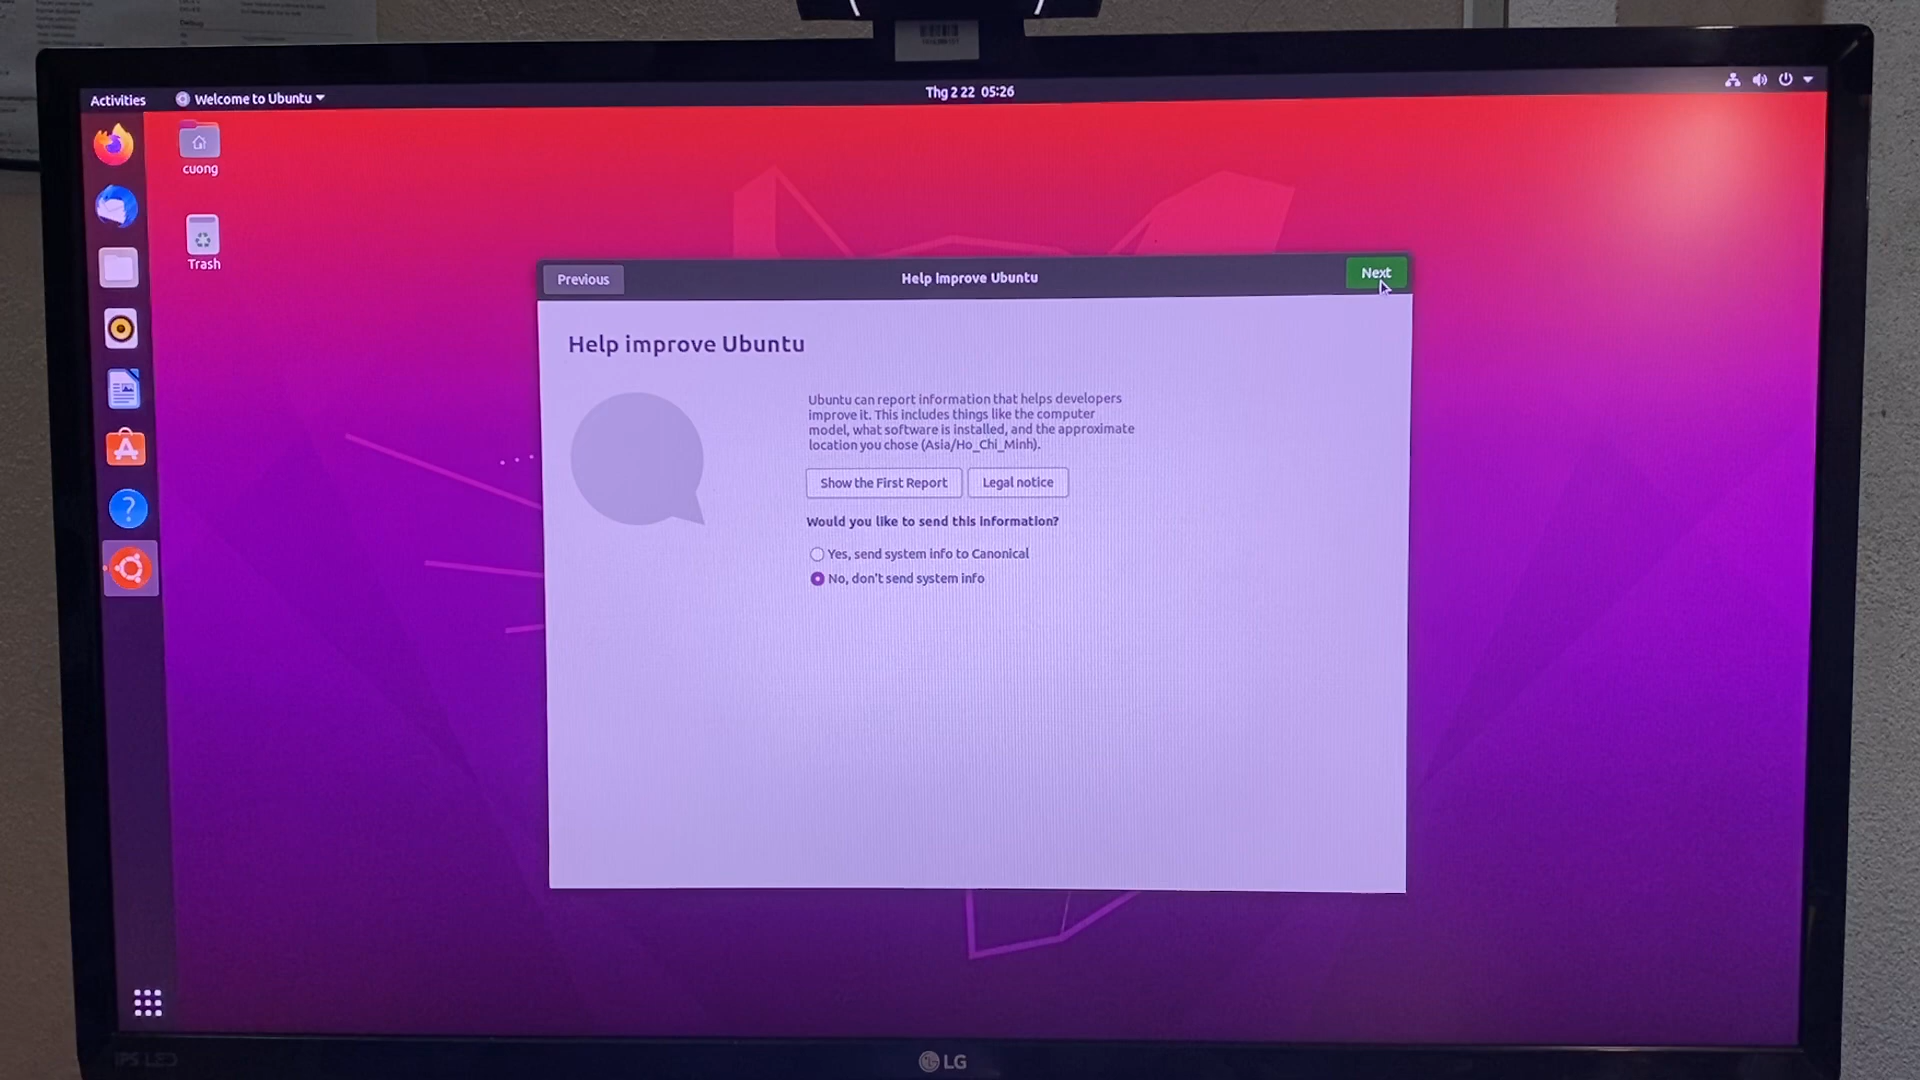 Activities
Welcome to Ubuntu
Thg 2 22 05:26
cuong
Trash
Previous
Help Improve Ubuntu
Next
Help improve Ubuntu
Ubuntu can report information that helps developers
improve it. This includes things like the computer
model, what software is installed, and the approximate
location you chose (Asia/Ho_Chi_Minh).
Show the First Report
Legal notice
Would you like to send this information?
Yes, send system info to Canonical
No, don't send system info
IPS LED
LG